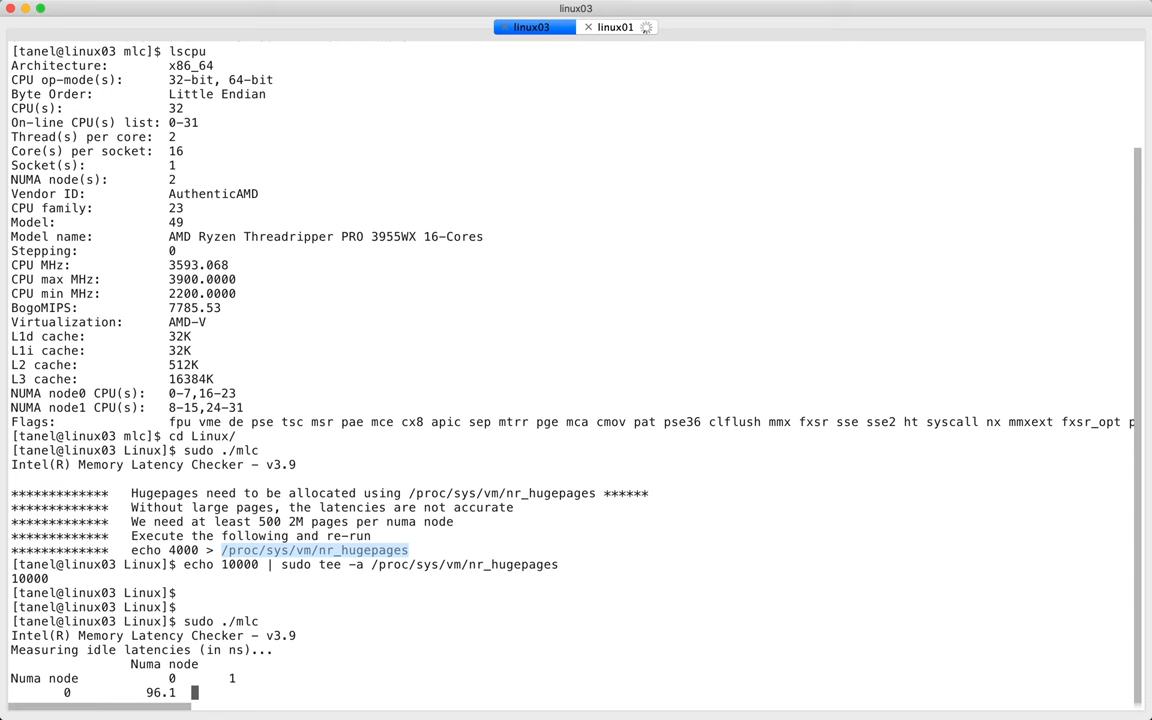 linux03
linux03
× linux01
[tanel@linux03 mlc]$ lscpu
Architecture: x86_64
CPU op-mode(s): 32-bit, 64-bit
Byte Order: Little Endian
CPU(s): 32
On-line CPU(s) list: 0-31
Thread(s) per core: 2
Core(s) per socket: 16
Socket(s): 1
NUMA node(s): 2
Vendor ID: AuthenticAMD
CPU family: 23
Model: 49
Model name: AMD Ryzen Threadripper PRO 3955WX 16-Cores
Stepping: 0
CPU MHz: 3593.068
CPU max MHz: 3900.0000
CPU min MHz: 2200.0000
BogoMIPS: 7785.53
Virtualization: AMD-V
L1d cache: 32K
L1i cache: 32K
L2 cache: 512K
L3 cache: 16384K
NUMA node0 CPU(s): 0-7,16-23
NUMA node1 CPU(s): 8-15,24-31
Flags: fpu vme de pse tsc msr pae mce cx8 apic sep mtrr pge mca cmov pat pse36 clflush mmx fxsr sse sse2 ht syscall nx mmxext fxsr_opt
[tanel@linux03 mlc]$ cd Linux/
[tanel@linux03 Linux]$ sudo ./mlc
Intel(R) Memory Latency Checker - v3.9
************* Hugepages need to be allocated using /proc/sys/vm/nr_hugepages ******
************* Without large pages, the latencies are not accurate
************* We need at least 500 2M pages per numa node
************* Execute the following and re-run
************* echo 4000 > /proc/sys/vm/nr_hugepages
[tanel@linux03 Linux]$ echo 10000 | sudo tee -a /proc/sys/vm/nr_hugepages
10000
[tanel@linux03 Linux]$
[tanel@linux03 Linux]$
[tanel@linux03 Linux]$ sudo ./mlc
Intel(R) Memory Latency Checker - v3.9
Measuring idle latencies (in ns)...
Numa node
Numa node 0 1
0 96.1